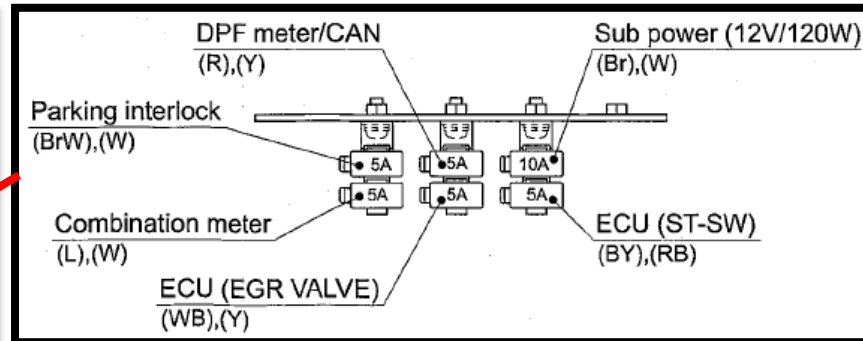 DPF meter/CAN
(R),(Y)
Sub power (12V/120W)
(Br),(W)
Parking interlock
(BrW),(W)
5A
5A
10A
5A
5A
5A
Combination meter
(L),(W)
ECU (ST-SW)
(BY),(RB)
ECU (EGR VALVE)
(WB),(Y)